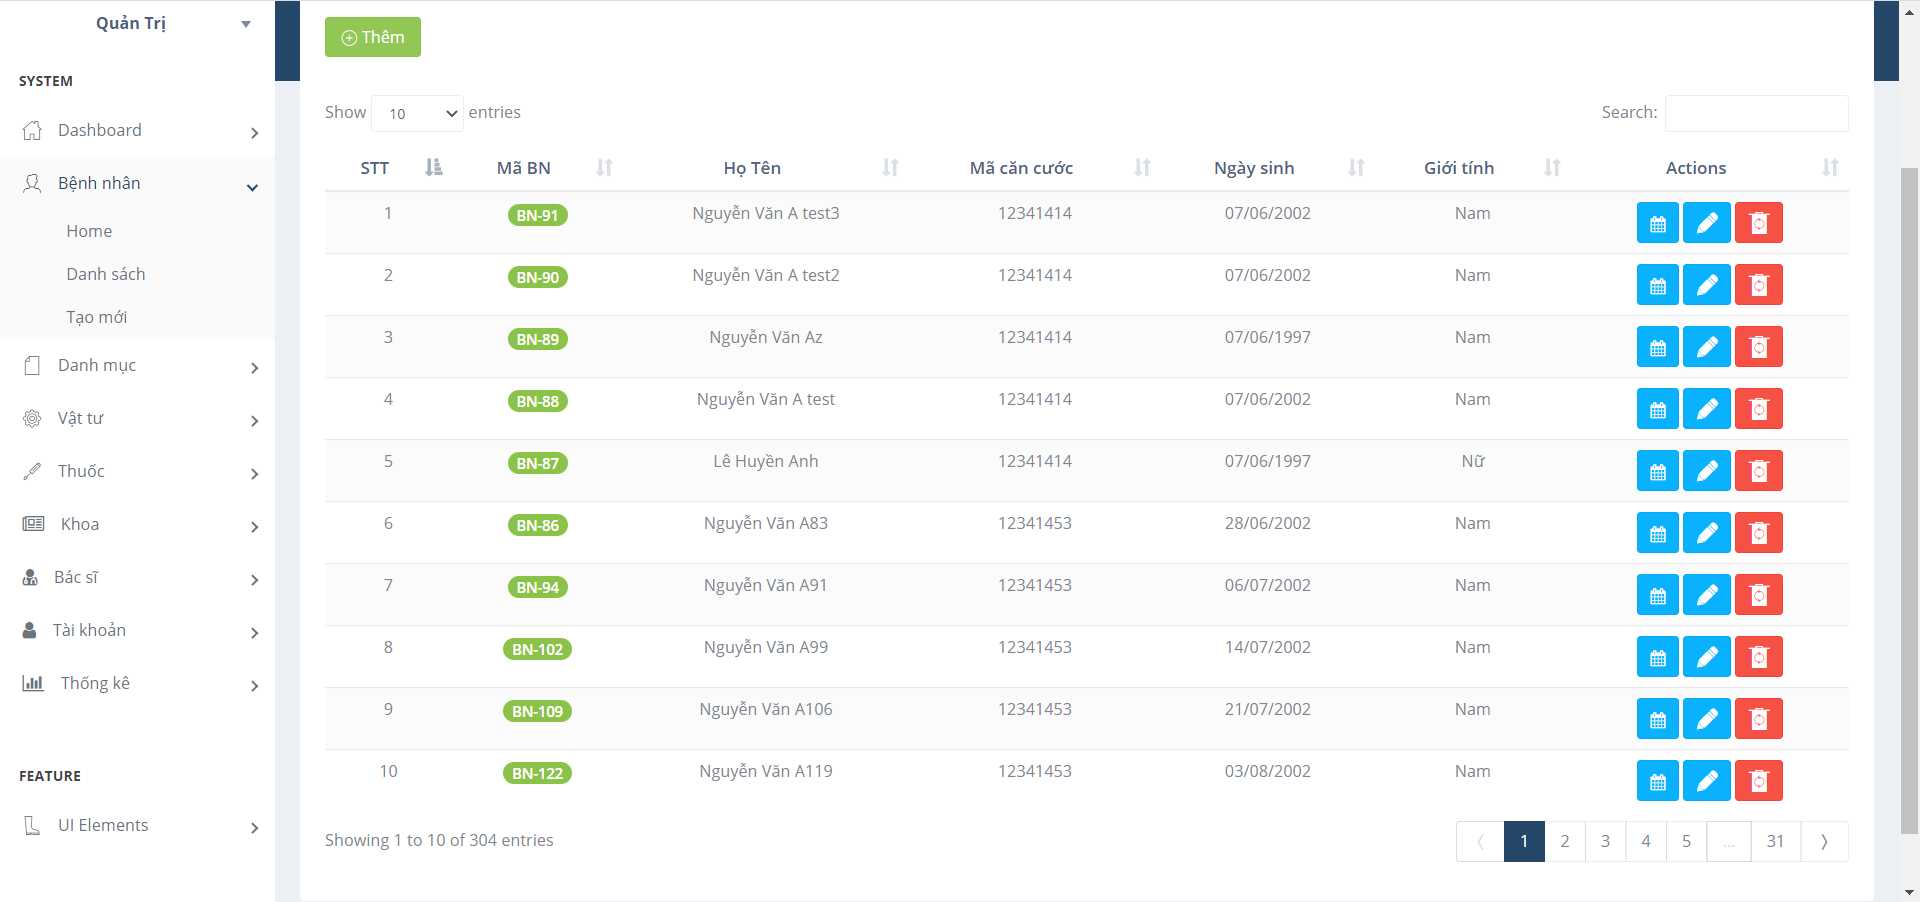 Quản Trị
SYSTEM
Dashboard
Bệnh nhân
Home
Danh sách
Tạo mới
Danh mục
Vật tư
Thuốc
Khoa
Bác sĩ
Tài khoản
Thống kê
FEATURE
UI Elements
Thêm
Show 10 entries
Search:
STT Mã BN Họ Tên Mã căn cước Ngày sinh Giới tính Actions
1 BN-91 Nguyễn Văn A test3 12341414 07/06/2002 Nam
2 BN-90 Nguyễn Văn A test2 12341414 07/06/2002 Nam
3 BN-89 Nguyễn Văn Az 12341414 07/06/1997 Nam
4 BN-88 Nguyễn Văn A test 12341414 07/06/2002 Nam
5 BN-87 Lê Huyền Anh 12341414 07/06/1997 Nữ
6 BN-86 Nguyễn Văn A83 12341453 28/06/2002 Nam
7 BN-94 Nguyễn Văn A91 12341453 06/07/2002 Nam
8 BN-102 Nguyễn Văn A99 12341453 14/07/2002 Nam
9 BN-109 Nguyễn Văn A106 12341453 21/07/2002 Nam
10 BN-122 Nguyễn Văn A119 12341453 03/08/2002 Nam
Showing 1 to 10 of 304 entries
1 2 3 4 5 ... 31